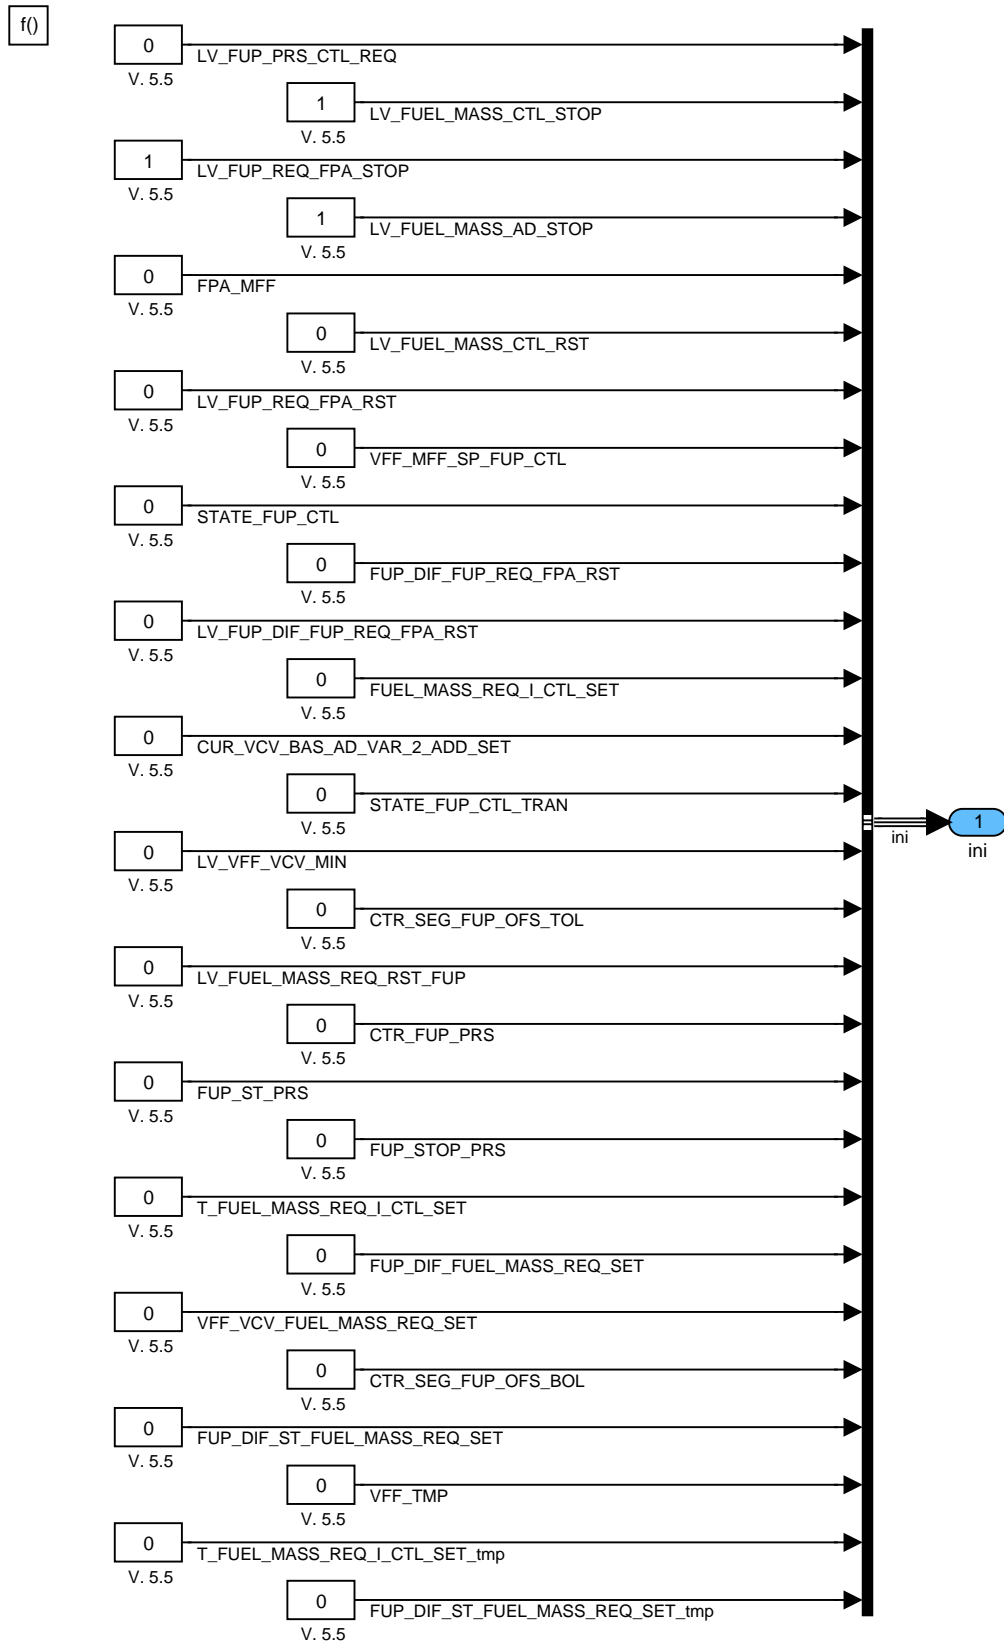 f()
0
LV_FUP_PRS_CTL_REQ
V. 5.5
1
LV_FUEL_MASS_CTL_STOP
V. 5.5
1
LV_FUP_REQ_FPA_STOP
V. 5.5
1
LV_FUEL_MASS_AD_STOP
V. 5.5
0
FPA_MFF
V. 5.5
0
LV_FUEL_MASS_CTL_RST
V. 5.5
0
LV_FUP_REQ_FPA_RST
V. 5.5
0
VFF_MFF_SP_FUP_CTL
V. 5.5
0
STATE_FUP_CTL
V. 5.5
0
FUP_DIF_FUP_REQ_FPA_RST
V. 5.5
0
LV_FUP_DIF_FUP_REQ_FPA_RST
V. 5.5
0
FUEL_MASS_REQ_I_CTL_SET
V. 5.5
0
CUR_VCV_BAS_AD_VAR_2_ADD_SET
V. 5.5
0
STATE_FUP_CTL_TRAN
V. 5.5
1
ini
ini
0
LV_VFF_VCV_MIN
V. 5.5
0
CTR_SEG_FUP_OFS_TOL
V. 5.5
0
LV_FUEL_MASS_REQ_RST_FUP
V. 5.5
0
CTR_FUP_PRS
V. 5.5
0
FUP_ST_PRS
V. 5.5
0
FUP_STOP_PRS
V. 5.5
0
T_FUEL_MASS_REQ_I_CTL_SET
V. 5.5
0
FUP_DIF_FUEL_MASS_REQ_SET
V. 5.5
0
VFF_VCV_FUEL_MASS_REQ_SET
V. 5.5
0
CTR_SEG_FUP_OFS_BOL
V. 5.5
0
FUP_DIF_ST_FUEL_MASS_REQ_SET
V. 5.5
0
VFF_TMP
V. 5.5
0
T_FUEL_MASS_REQ_I_CTL_SET_tmp
V. 5.5
0
FUP_DIF_ST_FUEL_MASS_REQ_SET_tmp
V. 5.5